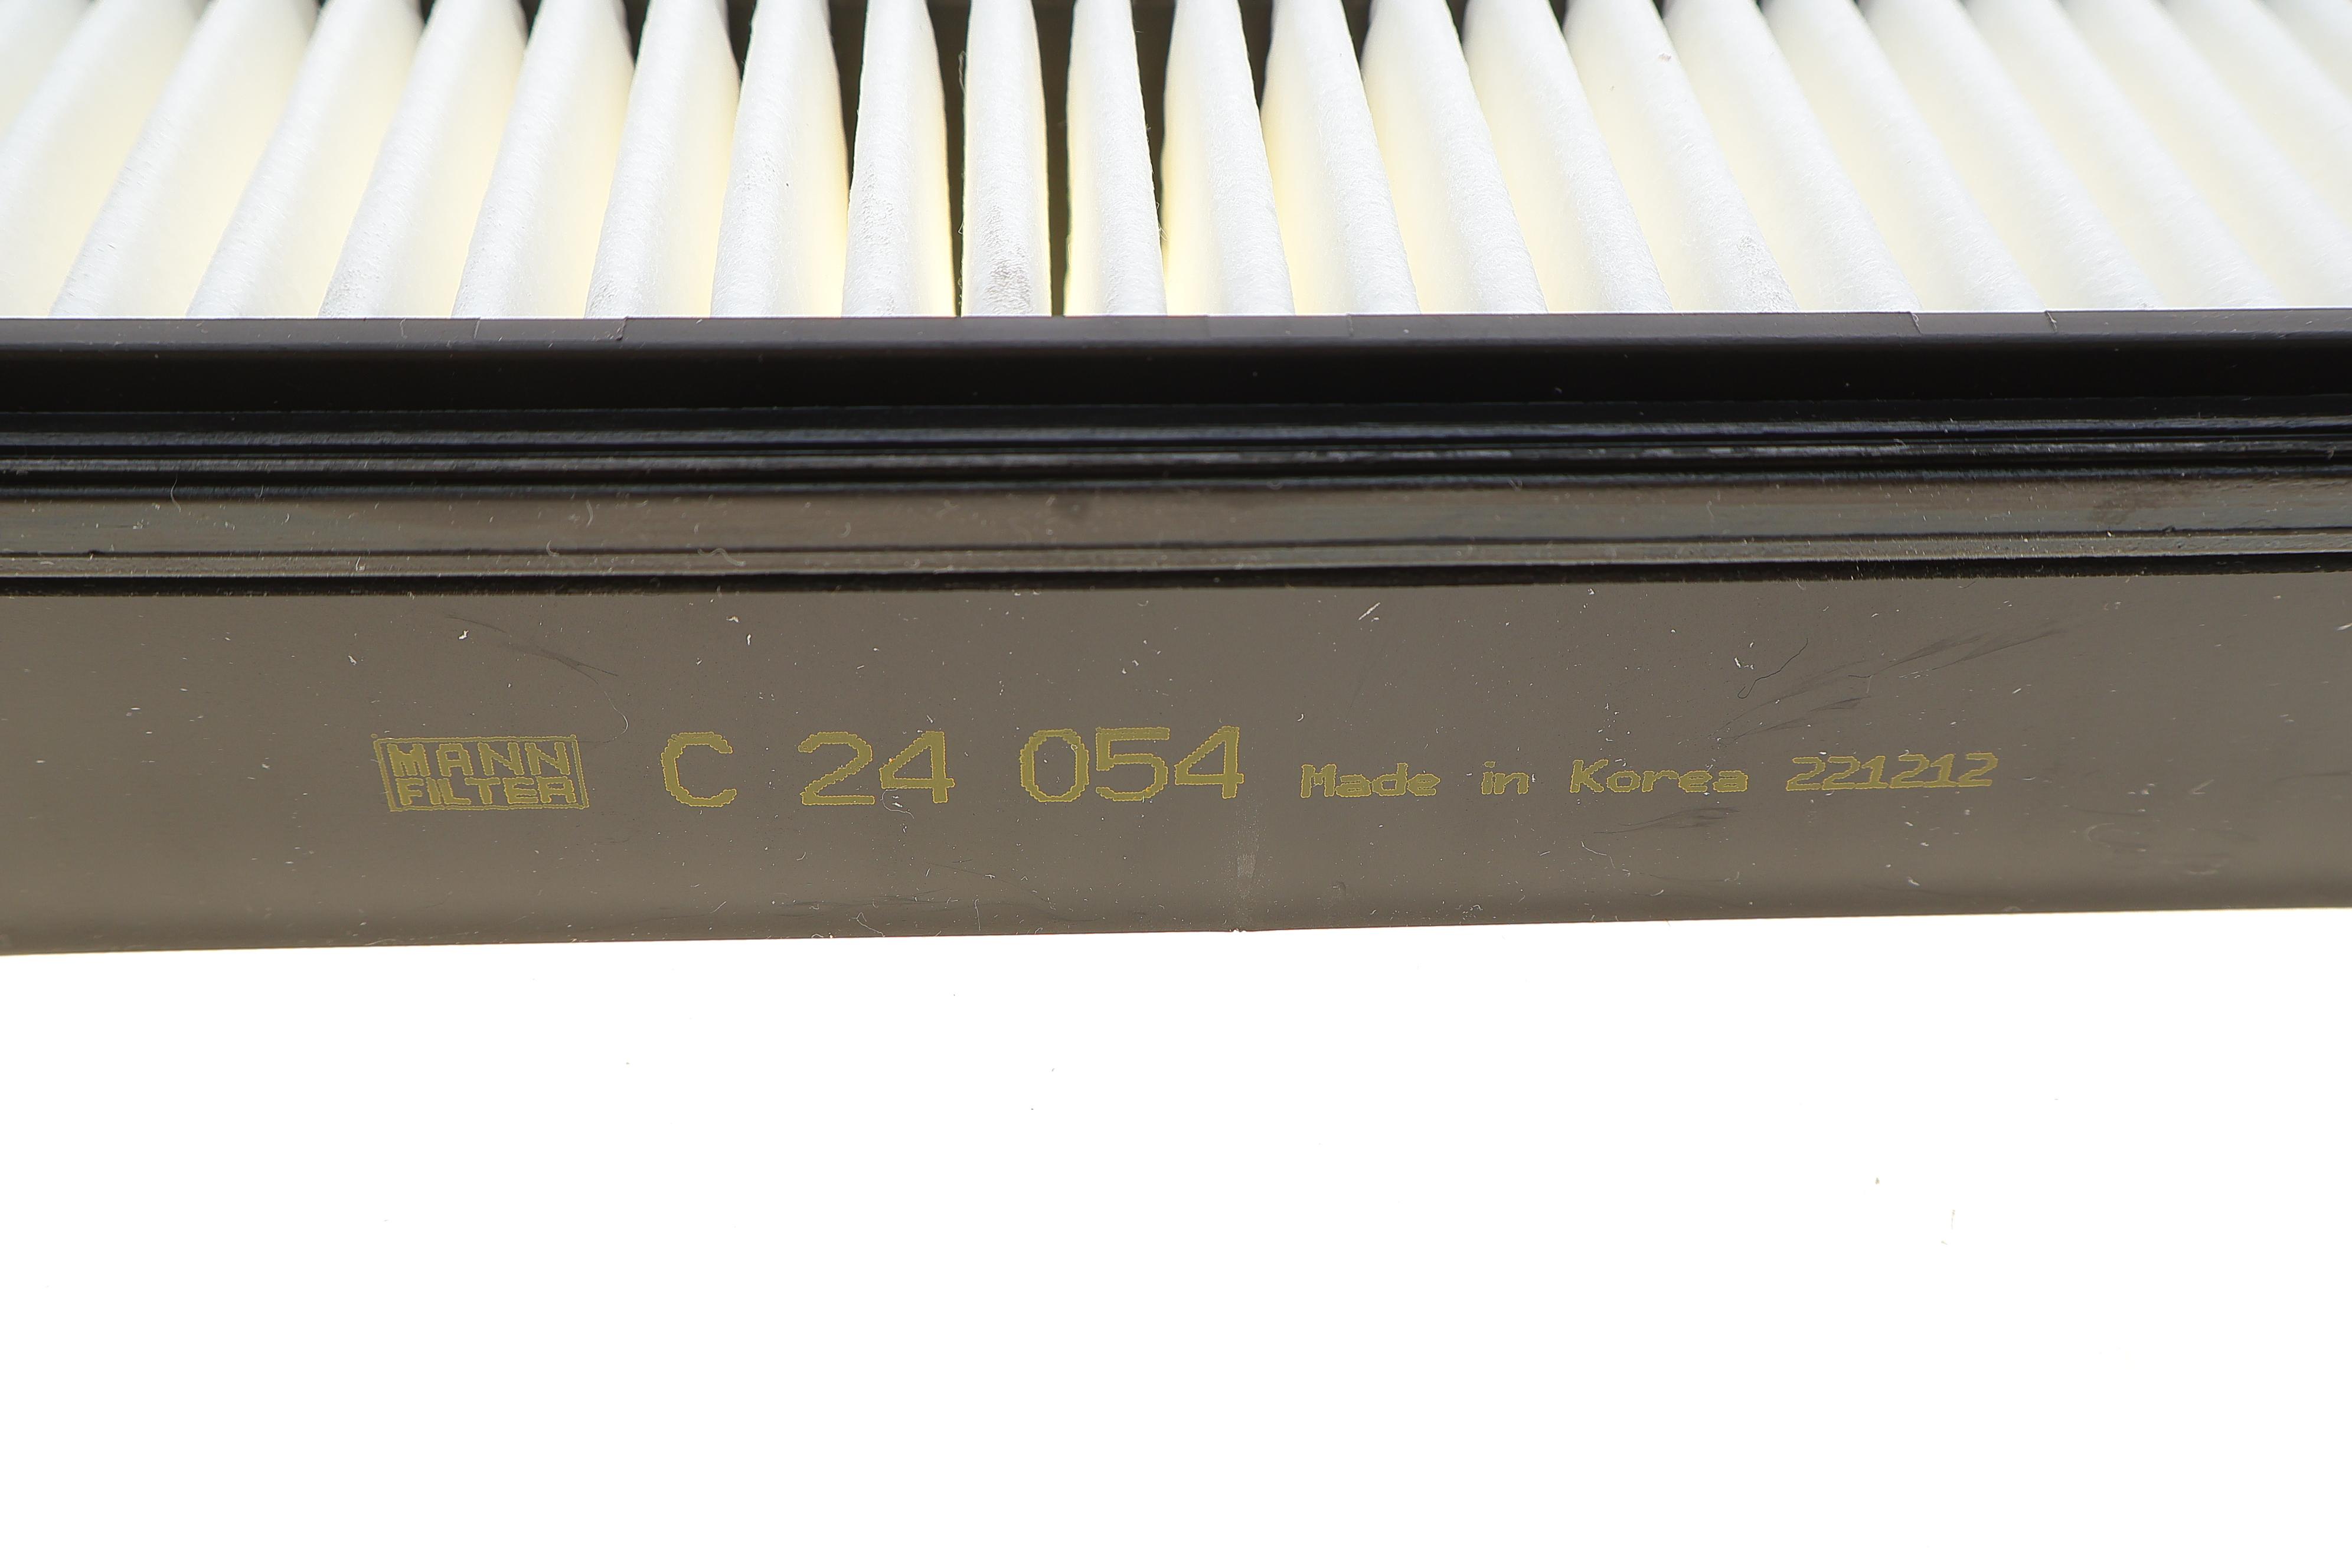 MANN
FILTER
C 24 054 Made in Korea 221212